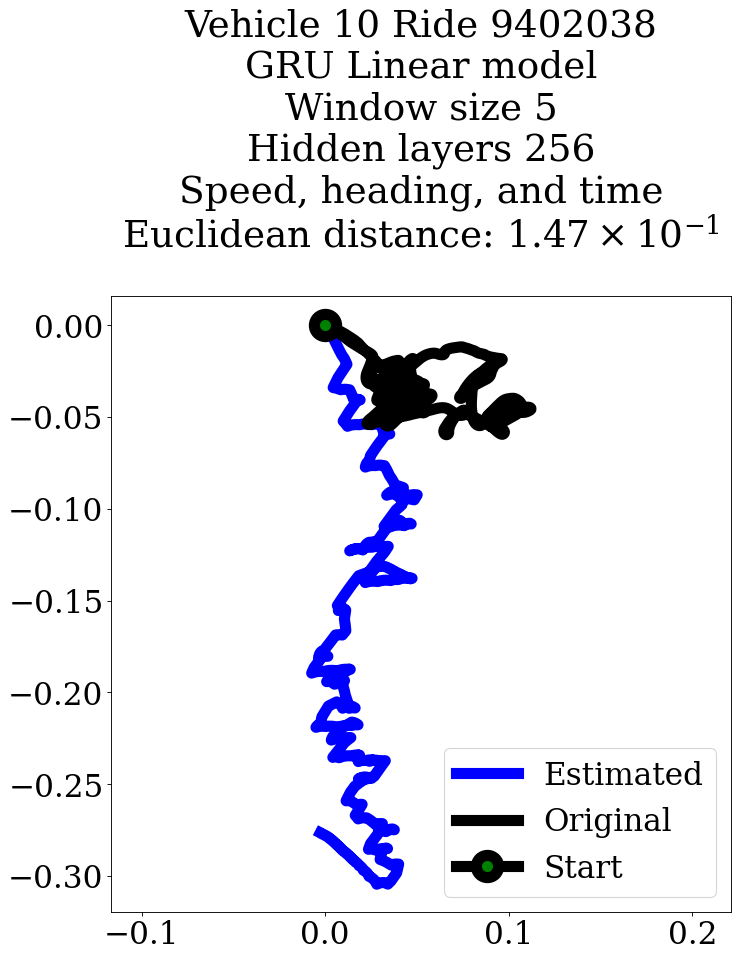 Vehicle 10 Ride 9402038
GRU Linear model
Window size 5
Hidden layers 256
Speed, heading, and time
Euclidean distance: 1.47 × 10⁻¹
0.00
−0.05
−0.10
−0.15
−0.20
−0.25
−0.30
Estimated
Original
Start
−0.1
0.0
0.1
0.2